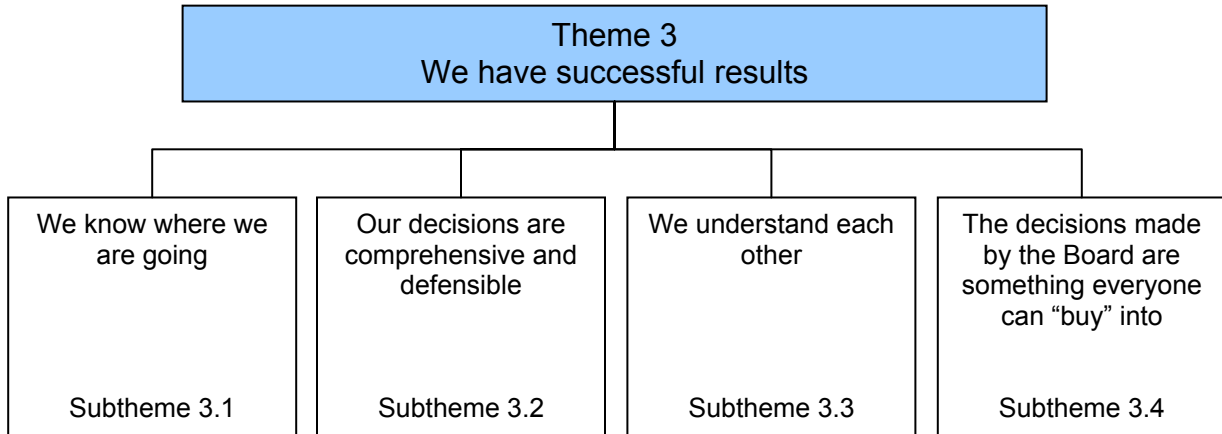 Theme 3
We have successful results
We know where we
are going
Subtheme 3.1
Our decisions are
comprehensive and
defensible
Subtheme 3.2
We understand each
other
Subtheme 3.3
The decisions made
by the Board are
something everyone
can “buy” into
Subtheme 3.4